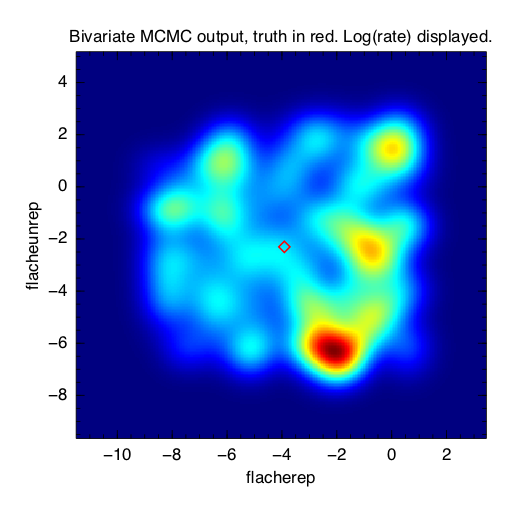 Bivariate MCMC output, truth in red. Log(rate) displayed.
4
2
0
−2
−4
−6
−8
flacheunrep
−10 −8 −6 −4 −2 0 2
flacherep